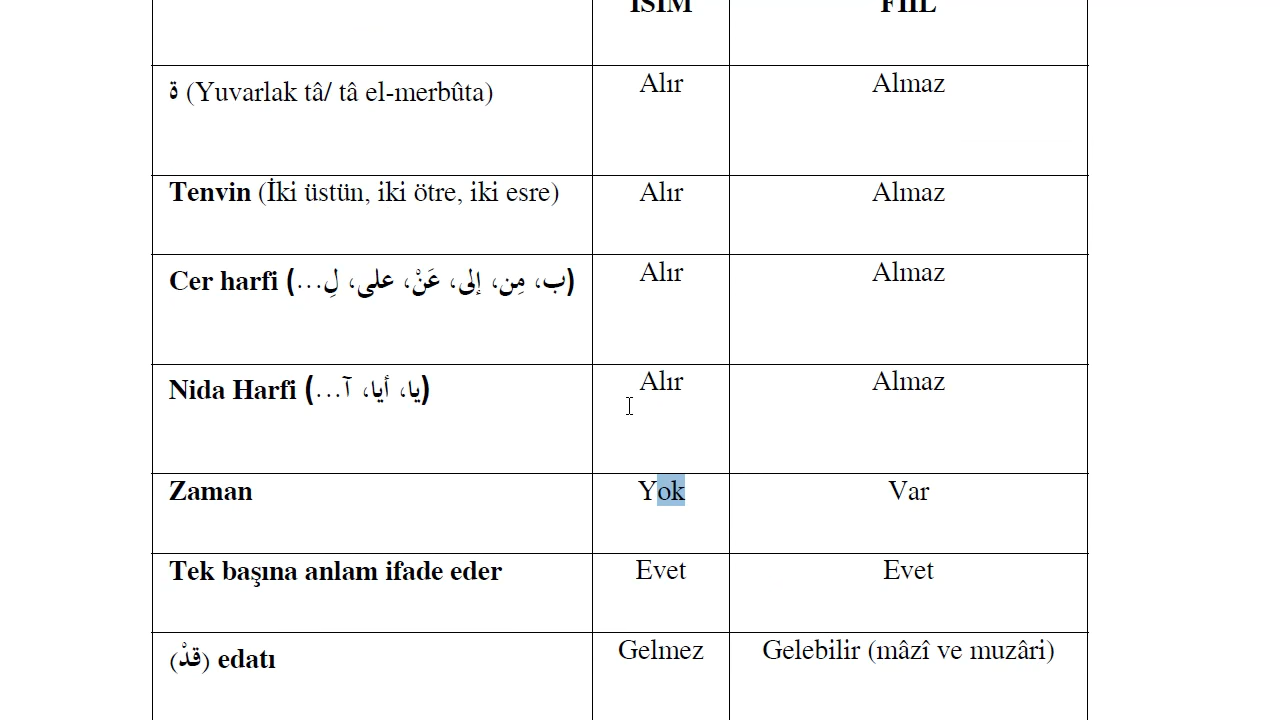 İSİM FİİL
ة (Yuvarlak tâ/ tâ el-merbûta) Alır Almaz
Tenvin (İki üstün, iki ötre, iki esre) Alır Almaz
Cer harfi (ب، مِن، إلى، عَنْ، على، لِ...) Alır Almaz
Nida Harfi (يا، أيا، آ...) Alır Almaz
Zaman Yok Var
Tek başına anlam ifade eder Evet Evet
(قدْ) edatı Gelmez Gelebilir (mâzî ve muzâri)